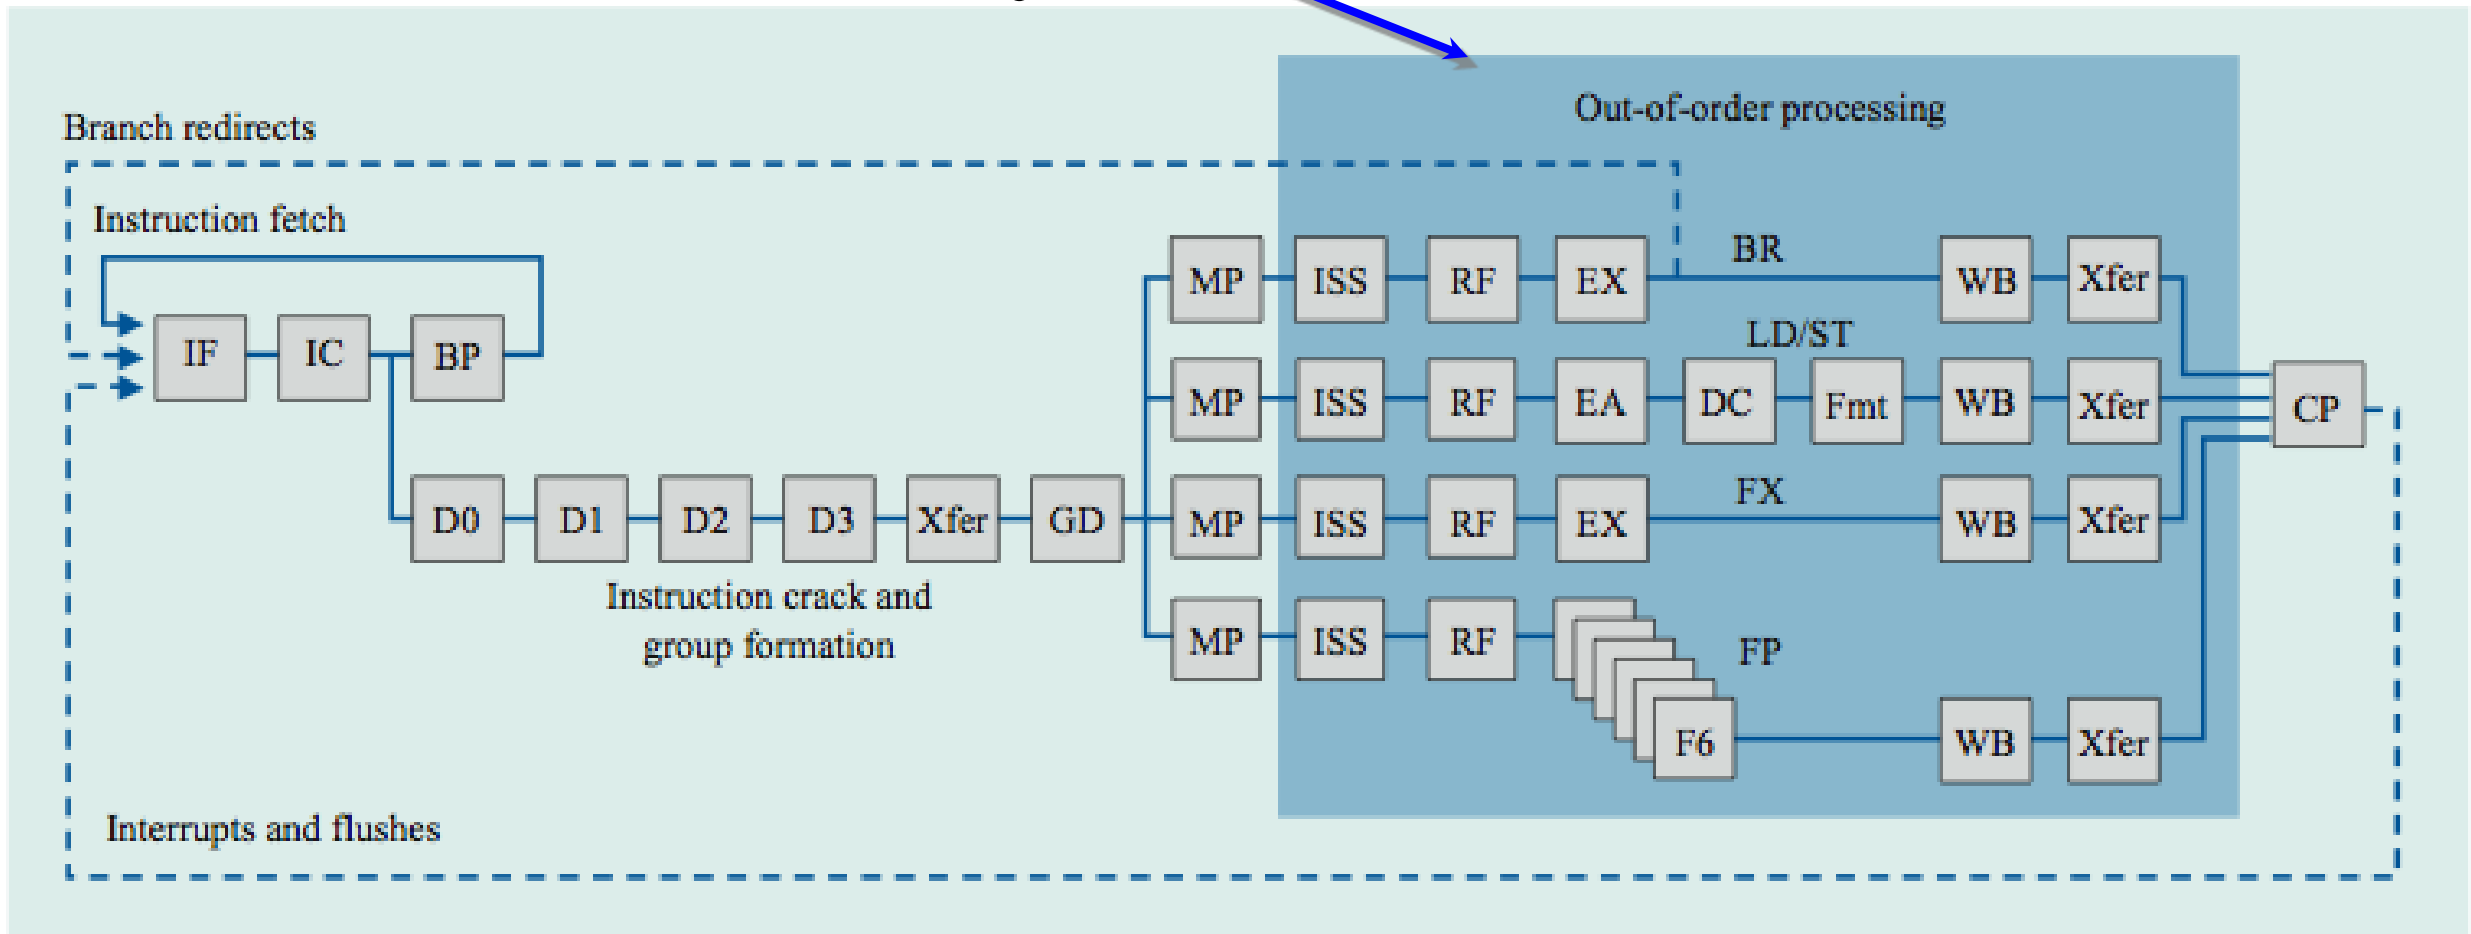 Out-of-order processing
Branch redirects
Instruction fetch
MP ISS RF EX BR WB Xfer
LD/ST
IF IC BP
MP ISS RF EA DC Fmt WB Xfer
CP
FX
D0 D1 D2 D3 Xfer GD MP ISS RF EX WB Xfer
Instruction crack and
group formation
MP ISS RF FP
F6 WB Xfer
Interrupts and flushes